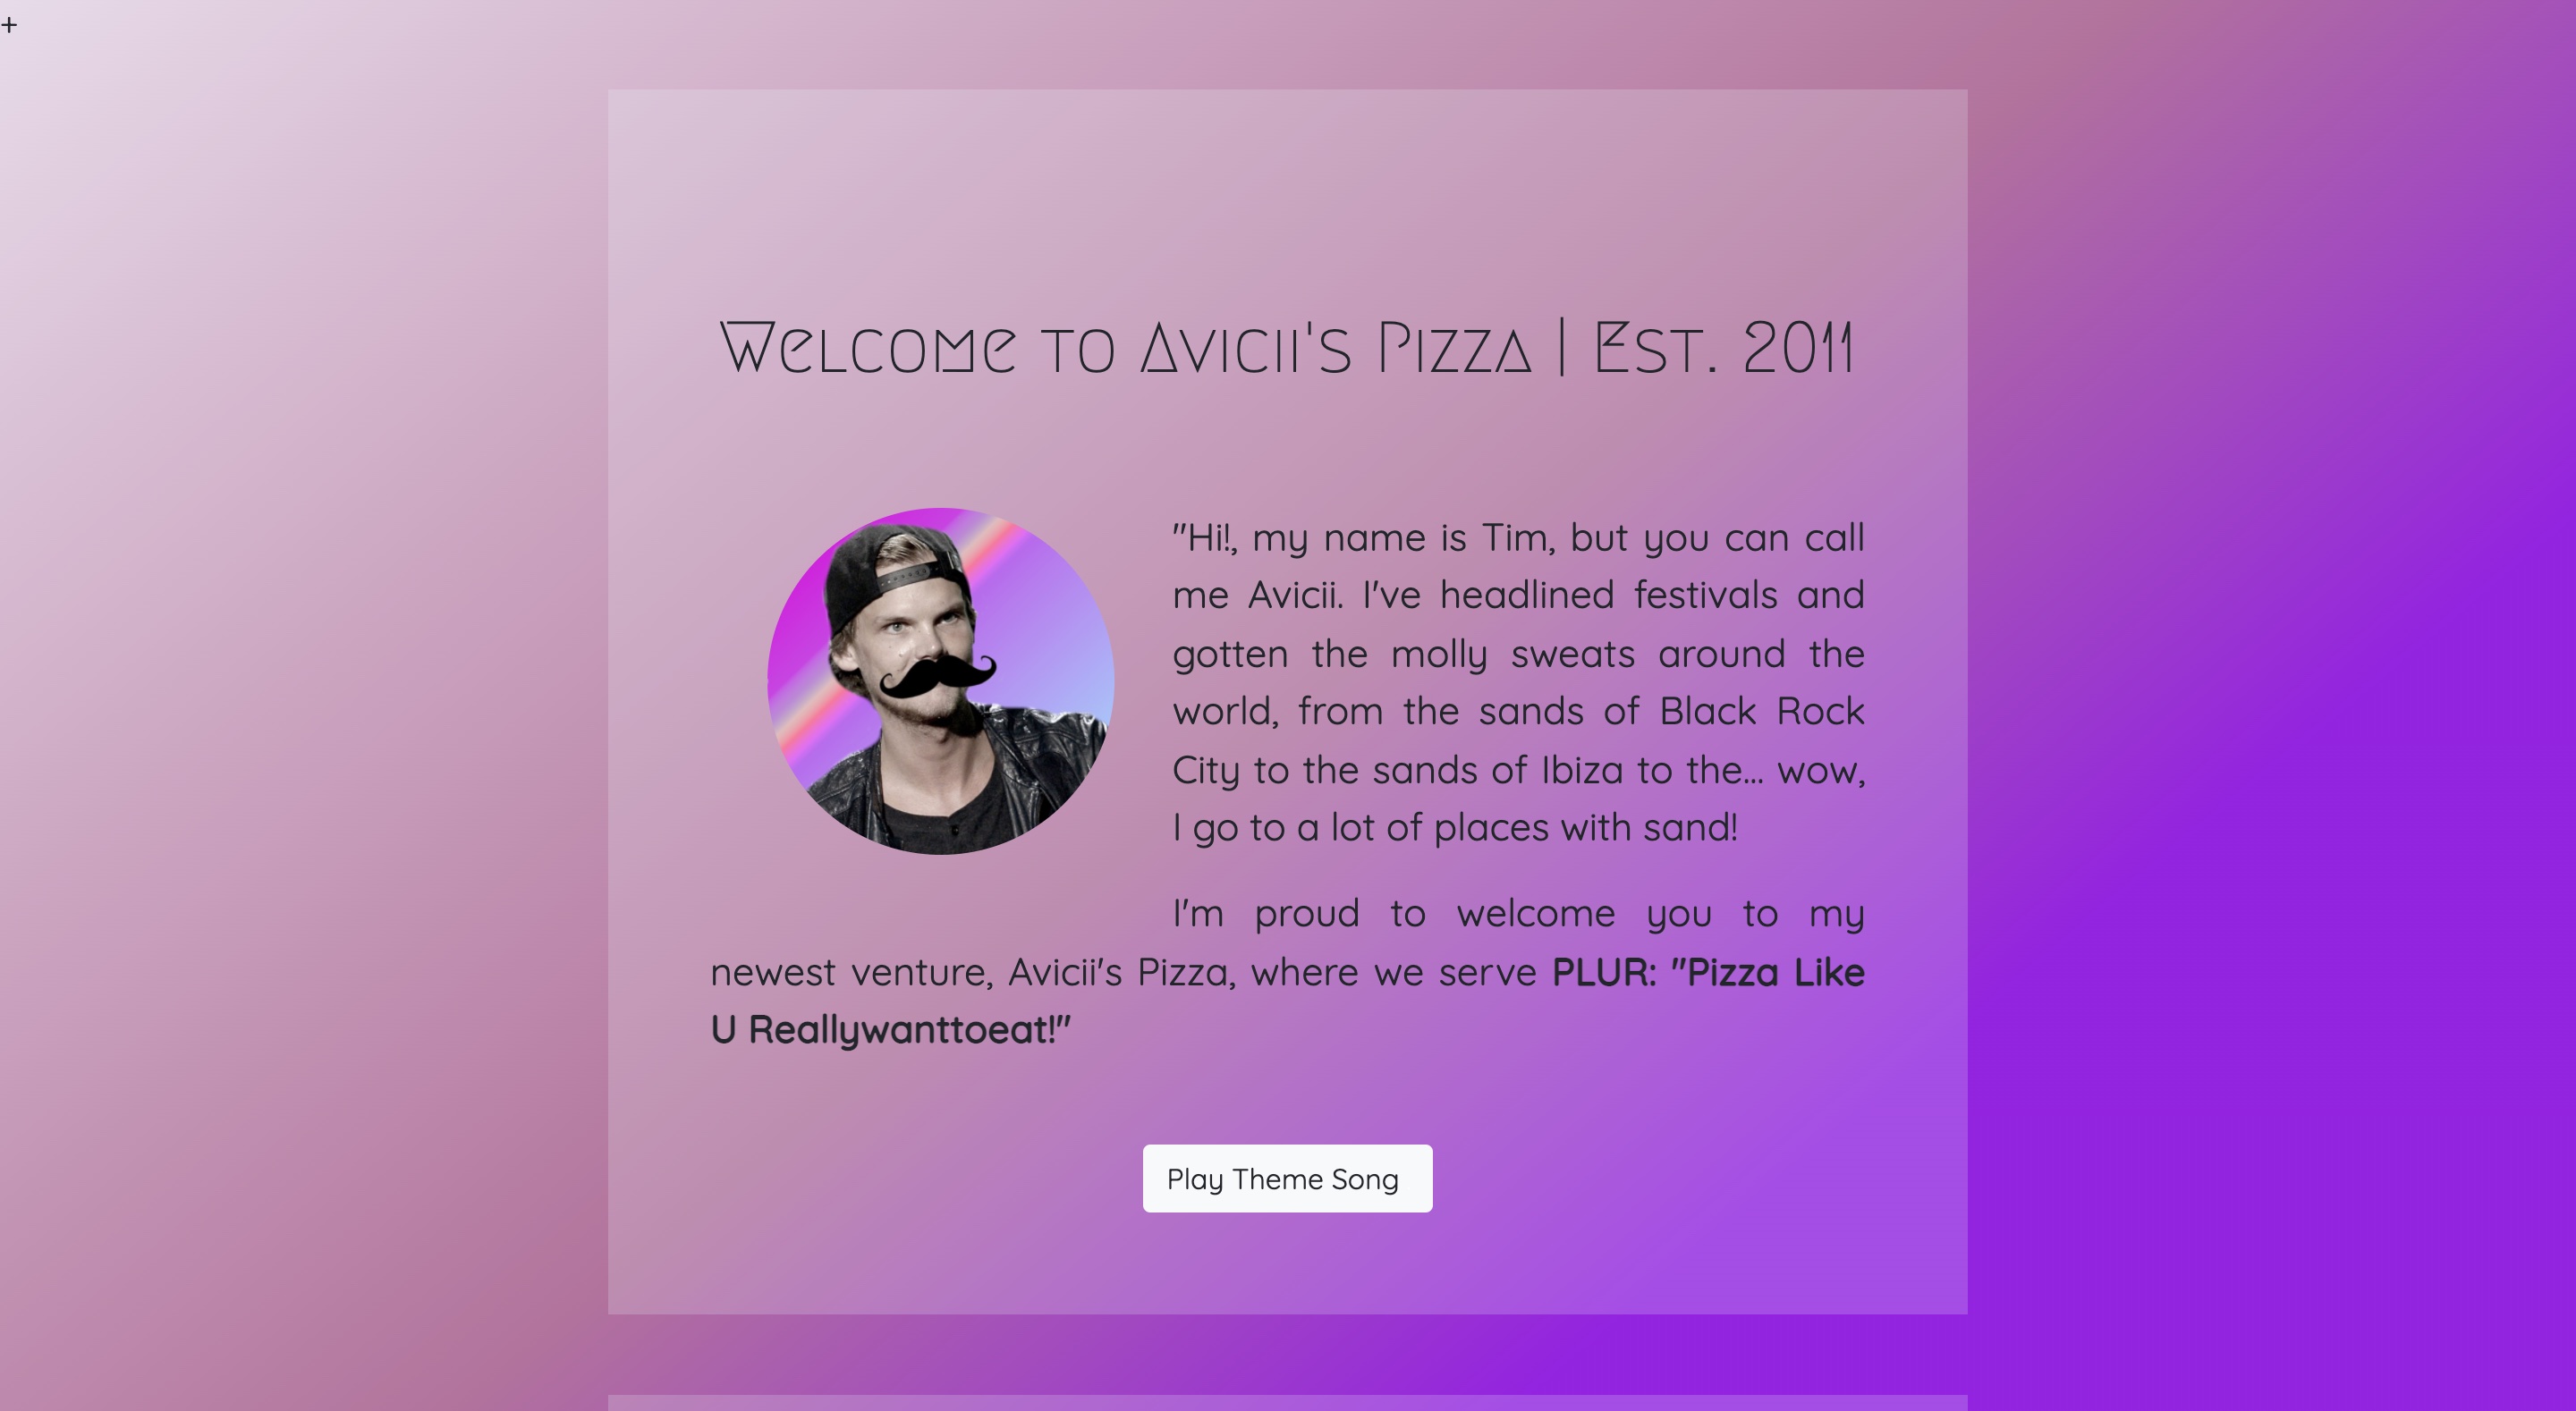 +
Welcome to Avicii's Pizza | Est. 2011
"Hi!, my name is Tim, but you can call
me Avicii. I've headlined festivals and
gotten the molly sweats around the
world, from the sands of Black Rock
City to the sands of Ibiza to the... wow,
I go to a lot of places with sand!
I'm proud to welcome you to my
newest venture, Avicii's Pizza, where we serve PLUR: "Pizza Like
U Reallywanttoeat!"
Play Theme Song